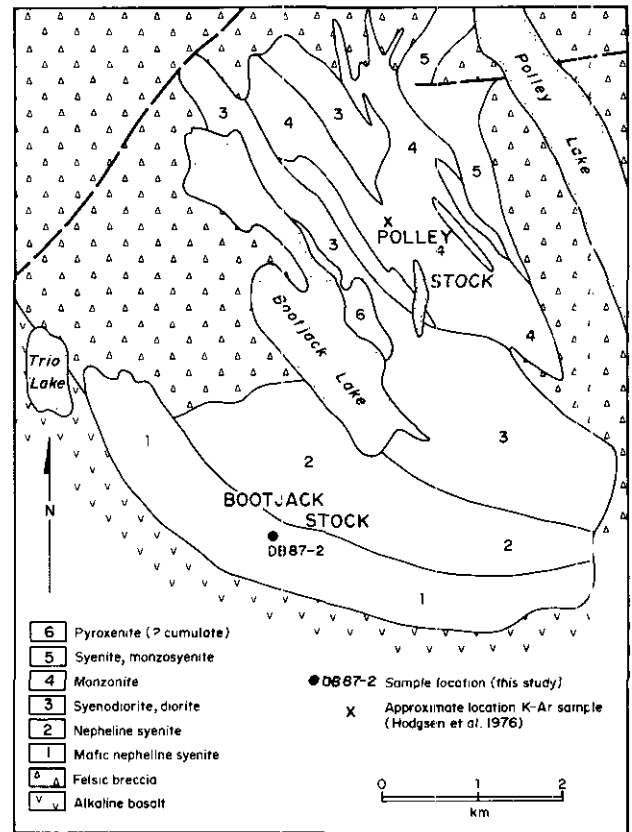 5
Polley
Lake
3
4
3
4
5
x
POLLEY
3
4
STOCK
6
Bootjack
Lake
4
Trio
Lake
1
3
2
N
BOOTJACK
STOCK
DB87-2
2
1
6 Pyroxenite (? cumulate)
5 Syenite, monzosyenite
4 Monzonite
3 Syenodiorite, diorite
2 Nepheline syenite
1 Mafic nepheline syenite
Felsic breccia
Alkaline basalt
DB87-2 Sample location (this study)
X Approximate location K-Ar sample
(Hodgsen et al. 1976)
0 1 2
km